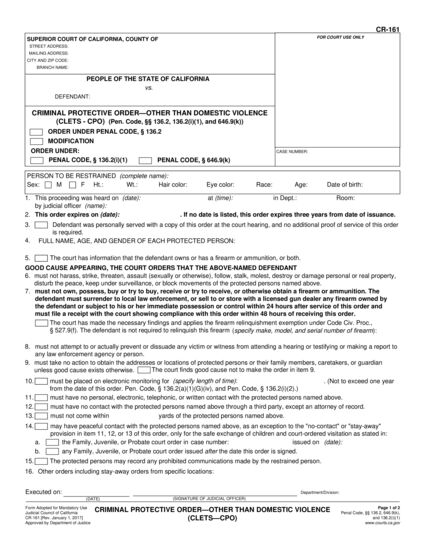 CR-161
SUPERIOR COURT OF CALIFORNIA, COUNTY OF
STREET ADDRESS:
MAILING ADDRESS:
CITY AND ZIP CODE:
BRANCH NAME:
FOR COURT USE ONLY
PEOPLE OF THE STATE OF CALIFORNIA
vs.
DEFENDANT:
CRIMINAL PROTECTIVE ORDER—OTHER THAN DOMESTIC VIOLENCE
(CLETS - CPO) (Pen. Code, §§ 136.2, 136.2(i)(1), and 646.9(k))
ORDER UNDER PENAL CODE, § 136.2
MODIFICATION
ORDER UNDER:
PENAL CODE, § 136.2(i)(1) PENAL CODE, § 646.9(k)
CASE NUMBER:
PERSON TO BE RESTRAINED (complete name):
Sex: M F Ht.: Wt.: Hair color: Eye color: Race: Age: Date of birth:
1. This proceeding was heard on (date): at (time): in Dept.: Room:
by judicial officer (name):
2. This order expires on (date): . If no date is listed, this order expires three years from date of issuance.
3. Defendant was personally served with a copy of this order at the court hearing, and no additional proof of service of this order
is required.
4. FULL NAME, AGE, AND GENDER OF EACH PROTECTED PERSON:
5. The court has information that the defendant owns or has a firearm or ammunition, or both.
GOOD CAUSE APPEARING, THE COURT ORDERS THAT THE ABOVE-NAMED DEFENDANT
6. must not harass, strike, threaten, assault (sexually or otherwise), follow, stalk, molest, destroy or damage personal or real property,
disturb the peace, keep under surveillance, or block movements of the protected persons named above.
7. must not own, possess, buy or try to buy, receive or try to receive, or otherwise obtain a firearm or ammunition. The
defendant must surrender to local law enforcement, or sell to or store with a licensed gun dealer any firearm owned by
the defendant or subject to his or her immediate possession or control within 24 hours after service of this order and
must file a receipt with the court showing compliance with this order within 48 hours of receiving this order.
The court has made the necessary findings and applies the firearm relinquishment exemption under Code Civ. Proc.,
§ 527.9(f). The defendant is not required to relinquish this firearm (specify make, model, and serial number of firearm):
8. must not attempt to or actually prevent or dissuade any victim or witness from attending a hearing or testifying or making a report to
any law enforcement agency or person.
9. must take no action to obtain the addresses or locations of protected persons or their family members, caretakers, or guardian
unless good cause exists otherwise. The court finds good cause not to make the order in item 9.
10. must be placed on electronic monitoring for (specify length of time): . (Not to exceed one year
from the date of this order. Pen. Code, § 136.2(a)(1)(G)(iv), and Pen. Code, § 136.2(i)(2).)
11. must have no personal, electronic, telephonic, or written contact with the protected persons named above.
12. must have no contact with the protected persons named above through a third party, except an attorney of record.
13. must not come within yards of the protected persons named above.
14. may have peaceful contact with the protected persons named above, as an exception to the "no-contact" or "stay-away"
provision in item 11, 12, or 13 of this order, only for the safe exchange of children and court-ordered visitation as stated in:
a. the Family, Juvenile, or Probate court order in case number: issued on (date):
b. any Family, Juvenile, or Probate court order issued after the date this order is signed.
15. The protected persons may record any prohibited communications made by the restrained person.
16. Other orders including stay-away orders from specific locations:
Executed on:
(DATE) (SIGNATURE OF JUDICIAL OFFICER)
Department/Division:
Form Adopted for Mandatory Use
Judicial Council of California
CR-161 [Rev. January 1, 2017]
Approved by Department of Justice
CRIMINAL PROTECTIVE ORDER—OTHER THAN DOMESTIC VIOLENCE
(CLETS—CPO)
Page 1 of 2
Penal Code, §§ 136.2, 646.9(k),
and 136.2(i)(1)
www.courts.ca.gov